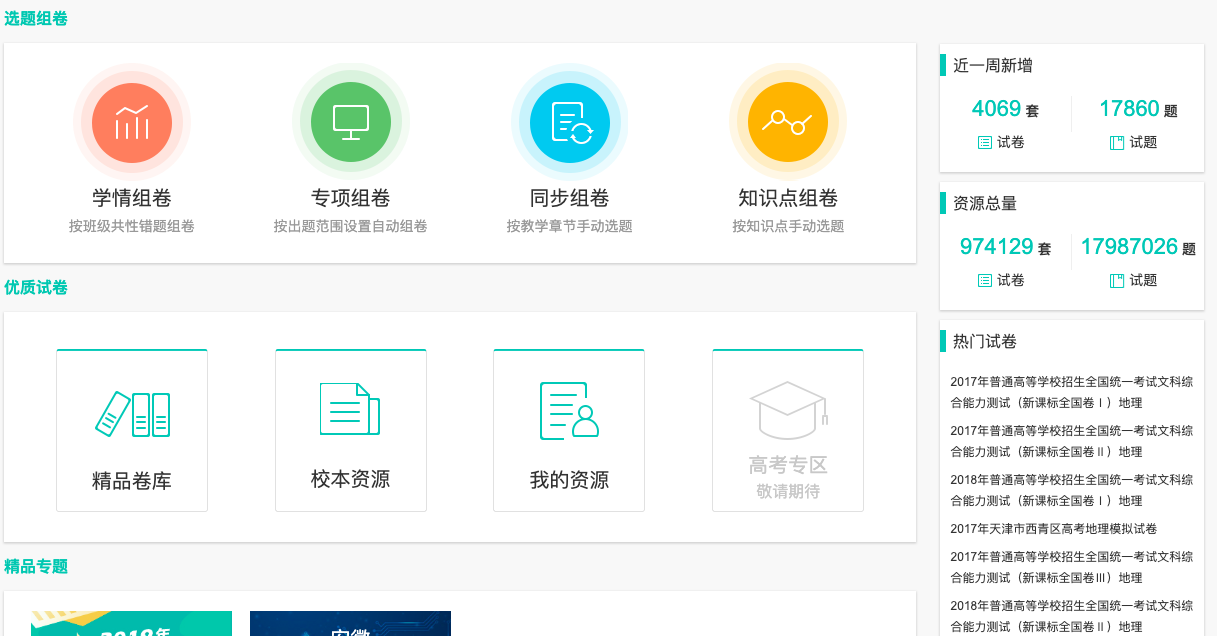 选题组卷
学情组卷
按班级共性错题组卷
专项组卷
按出题范围设置自动组卷
同步组卷
按教学章节手动选题
知识点组卷
按知识点手动选题
优质试卷
精品卷库
校本资源
我的资源
高考专区
敬请期待
精品专题
2018年
安徽
近一周新增
4069 套
试卷
17860 题
试题
资源总量
974129 套
试卷
17987026 题
试题
热门试卷
2017年普通高等学校招生全国统一考试文科综
合能力测试（新课标全国卷Ⅰ）地理
2017年普通高等学校招生全国统一考试文科综
合能力测试（新课标全国卷Ⅱ）地理
2018年普通高等学校招生全国统一考试文科综
合能力测试（新课标全国卷Ⅰ）地理
2017年天津市西青区高考地理模拟试卷
2017年普通高等学校招生全国统一考试文科综
合能力测试（新课标全国卷Ⅲ）地理
2018年普通高等学校招生全国统一考试文科综
合能力测试（新课标全国卷Ⅱ）地理